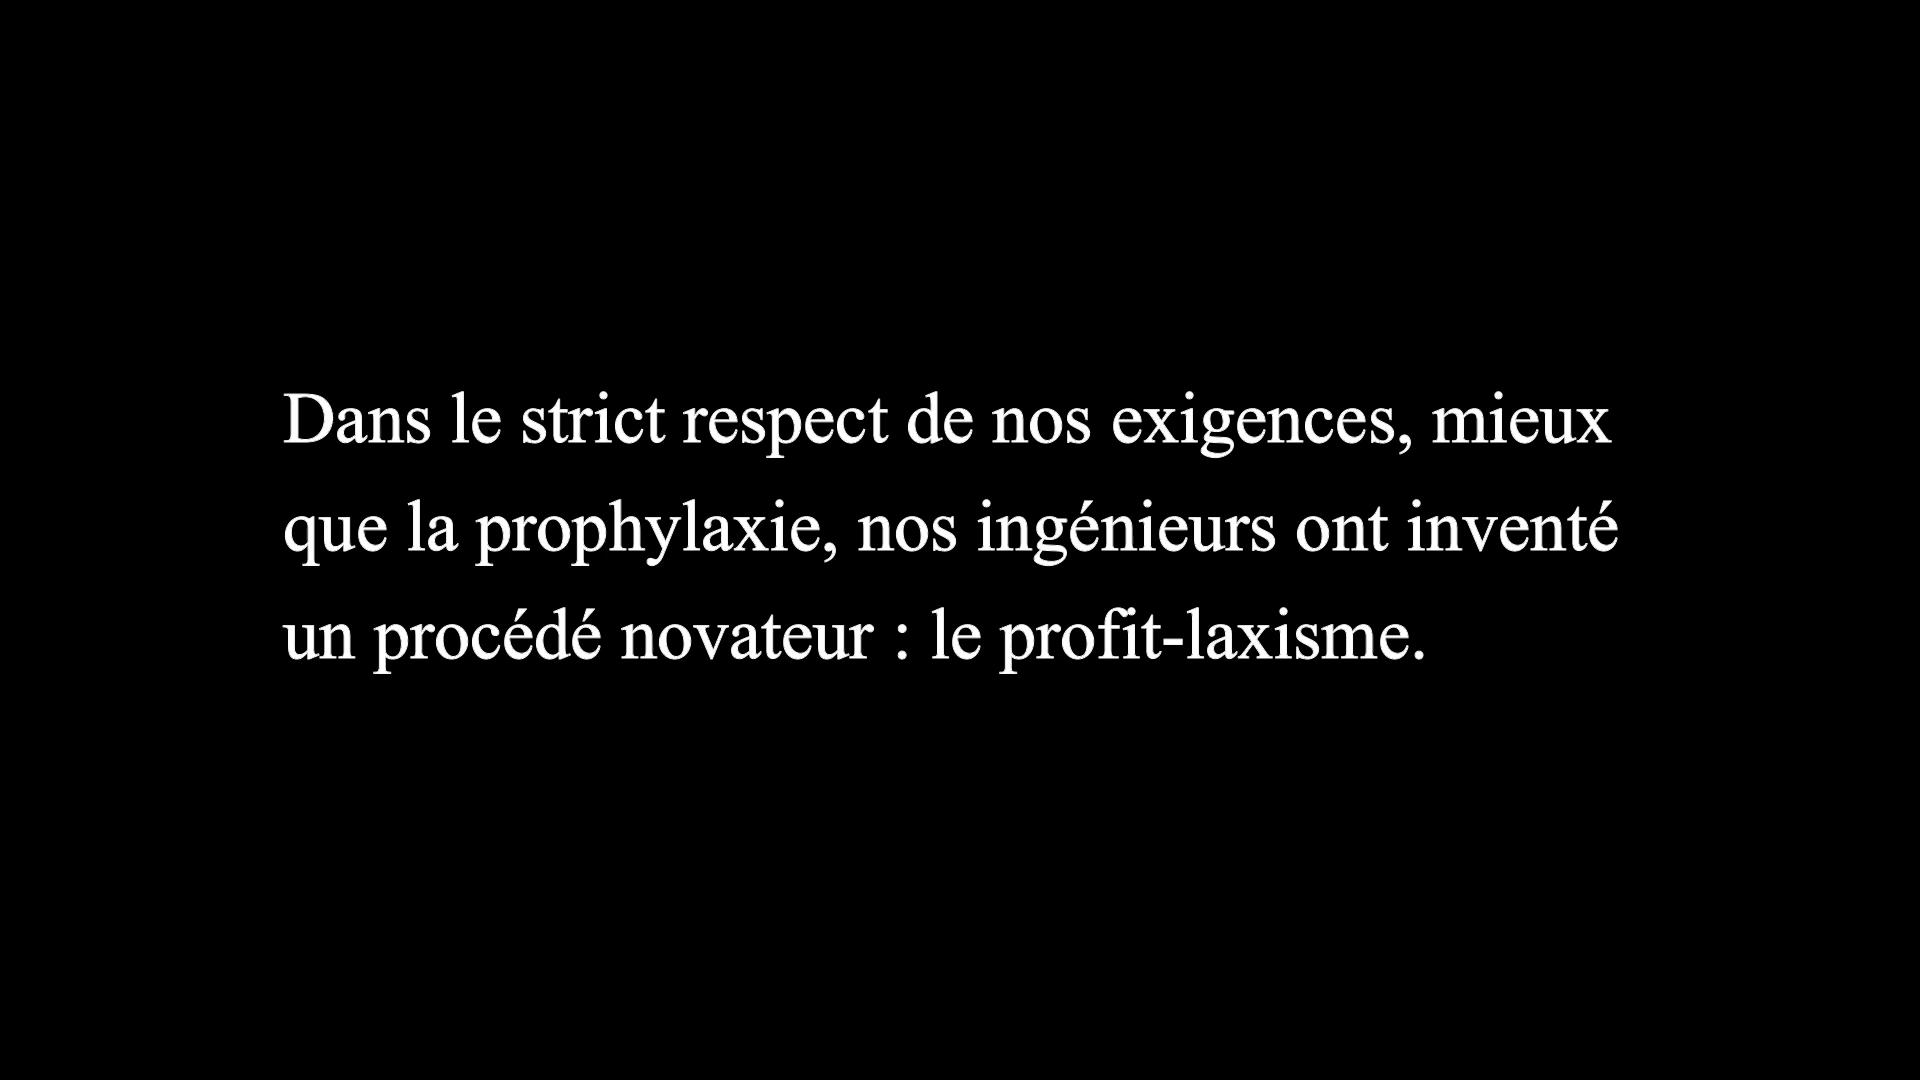 Dans le strict respect de nos exigences, mieux
que la prophylaxie, nos ingénieurs ont inventé
un procédé novateur : le profit-laxisme.